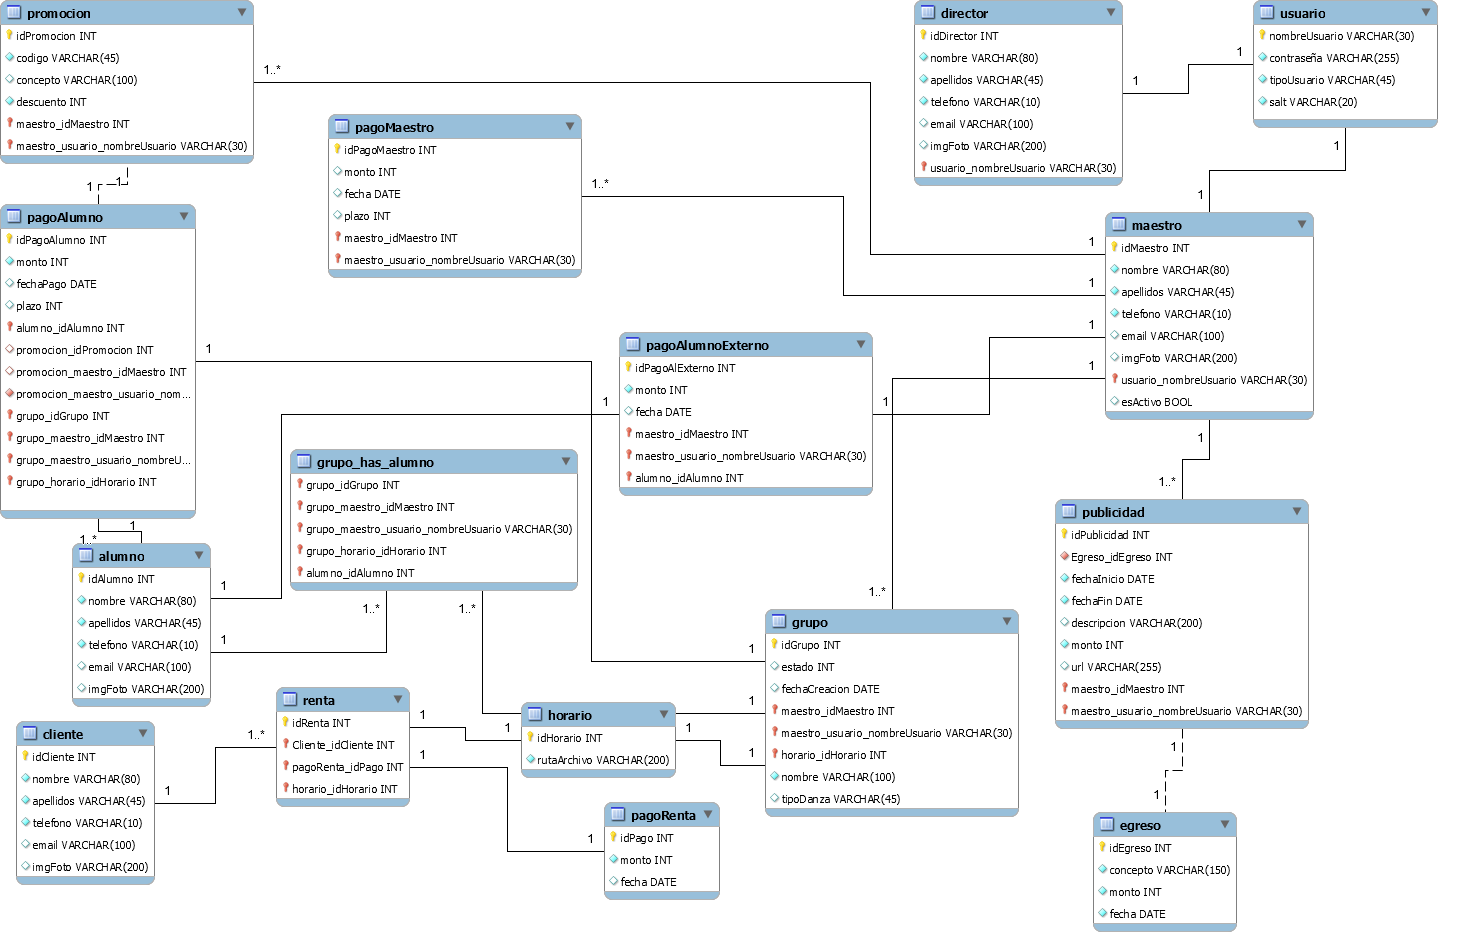 promocion
idPromocion INT
codigo VARCHAR(45)
concepto VARCHAR(100)
descuento INT
maestro_idMaestro INT
maestro_usuario_nombreUsuario VARCHAR(30)
1..*
1
1
pagoMaestro
idPagoMaestro INT
monto INT
fecha DATE
plazo INT
maestro_idMaestro INT
maestro_usuario_nombreUsuario VARCHAR(30)
1..*
director
idDirector INT
nombre VARCHAR(80)
apellidos VARCHAR(45)
telefono VARCHAR(10)
email VARCHAR(100)
imgFoto VARCHAR(200)
usuario_nombreUsuario VARCHAR(30)
1
1
usuario
nombreUsuario VARCHAR(30)
contraseña VARCHAR(255)
tipoUsuario VARCHAR(45)
salt VARCHAR(20)
1
1
pagoAlumno
idPagoAlumno INT
monto INT
fechaPago DATE
plazo INT
alumno_idAlumno INT
promocion_idPromocion INT
promocion_maestro_idMaestro INT
promocion_maestro_usuario_nom...
grupo_idGrupo INT
grupo_maestro_idMaestro INT
grupo_maestro_usuario_nombreU...
grupo_horario_idHorario INT
1
1
1..*
maestro
idMaestro INT
nombre VARCHAR(80)
apellidos VARCHAR(45)
telefono VARCHAR(10)
email VARCHAR(100)
imgFoto VARCHAR(200)
usuario_nombreUsuario VARCHAR(30)
esActivo BOOL
1
1
1
1
1
1..*
pagoAlumnoExterno
idPagoAlExterno INT
monto INT
fecha DATE
maestro_idMaestro INT
maestro_usuario_nombreUsuario VARCHAR(30)
alumno_idAlumno INT
1
1
grupo_has_alumno
grupo_idGrupo INT
grupo_maestro_idMaestro INT
grupo_maestro_usuario_nombreUsuario VARCHAR(30)
grupo_horario_idHorario INT
alumno_idAlumno INT
1..*
1..*
publicidad
idPublicidad INT
Egreso_idEgreso INT
fechaInicio DATE
fechaFin DATE
descripcion VARCHAR(200)
monto INT
url VARCHAR(255)
maestro_idMaestro INT
maestro_usuario_nombreUsuario VARCHAR(30)
1
1
alumno
idAlumno INT
nombre VARCHAR(80)
apellidos VARCHAR(45)
telefono VARCHAR(10)
email VARCHAR(100)
imgFoto VARCHAR(200)
1
1
grupo
idGrupo INT
estado INT
fechaCreacion DATE
maestro_idMaestro INT
maestro_usuario_nombreUsuario VARCHAR(30)
horario_idHorario INT
nombre VARCHAR(100)
tipoDanza VARCHAR(45)
1..*
1
1
1
renta
idRenta INT
Cliente_idCliente INT
pagoRenta_idPago INT
horario_idHorario INT
1..*
1
1
horario
idHorario INT
rutaArchivo VARCHAR(200)
1
1
cliente
idCliente INT
nombre VARCHAR(80)
apellidos VARCHAR(45)
telefono VARCHAR(10)
email VARCHAR(100)
imgFoto VARCHAR(200)
1
pagoRenta
idPago INT
monto INT
fecha DATE
1
egreso
idEgreso INT
concepto VARCHAR(150)
monto INT
fecha DATE